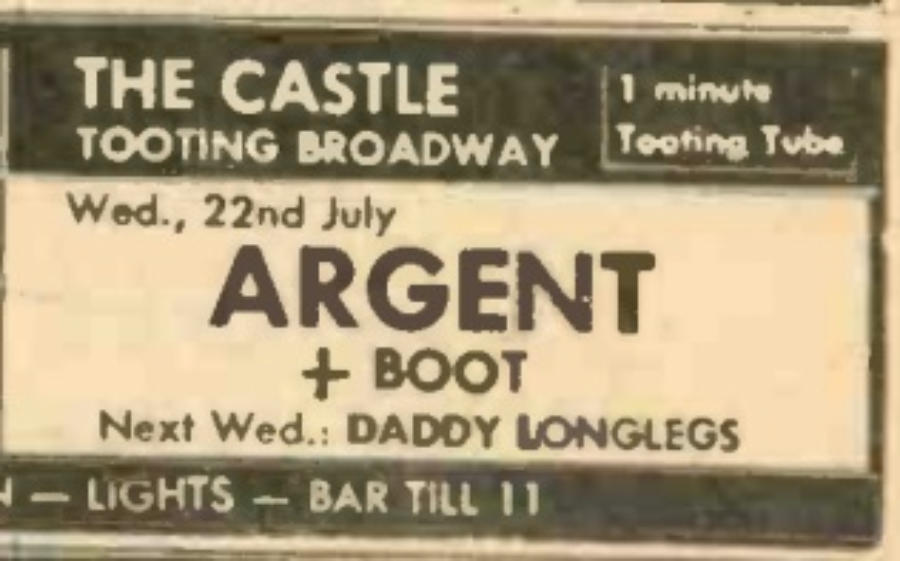 THE CASTLE
TOOTING BROADWAY
1 minute
Tooting Tube
Wed., 22nd July
ARGENT
+ BOOT
Next Wed.: DADDY LONGLEGS
— LIGHTS — BAR TILL 11